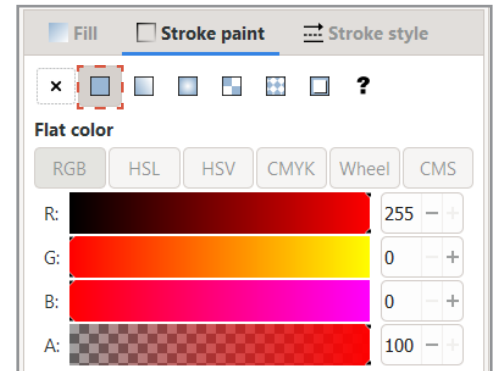 Fill Stroke paint Stroke style
?
Flat color
RGB HSL HSV CMYK Wheel CMS
R: 255 − +
G: 0 − +
B: 0 − +
A: 100 − +